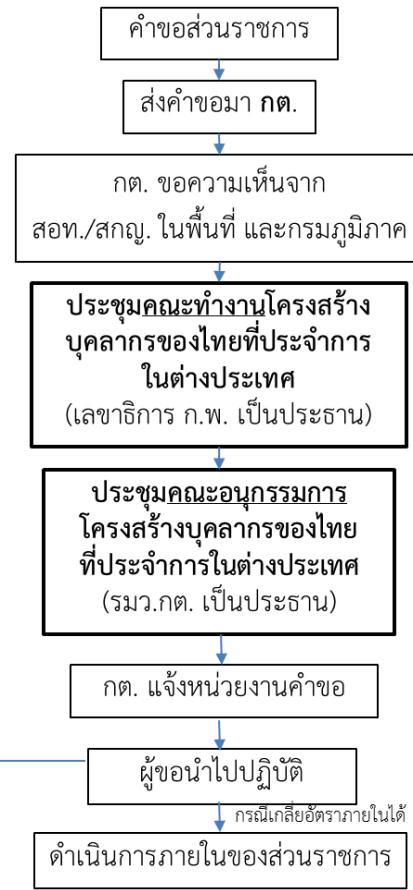 คำขอส่วนราชการ
ส่งคำขอมา กต.
กต. ขอความเห็นจาก
สอท./สกญ. ในพื้นที่ และกรมภูมิภาค
ประชุมคณะทำงานโครงสร้าง
บุคลากรของไทยที่ประจำการ
ในต่างประเทศ
(เลขาธิการ ก.พ. เป็นประธาน)
ประชุมคณะอนุกรรมการ
โครงสร้างบุคลากรของไทย
ที่ประจำการในต่างประเทศ
(รมว.กต. เป็นประธาน)
กต. แจ้งหน่วยงานคำขอ
ผู้ขอนำไปปฏิบัติ
กรณีเกลี่ยอัตราภายในได้
ดำเนินการภายในของส่วนราชการ